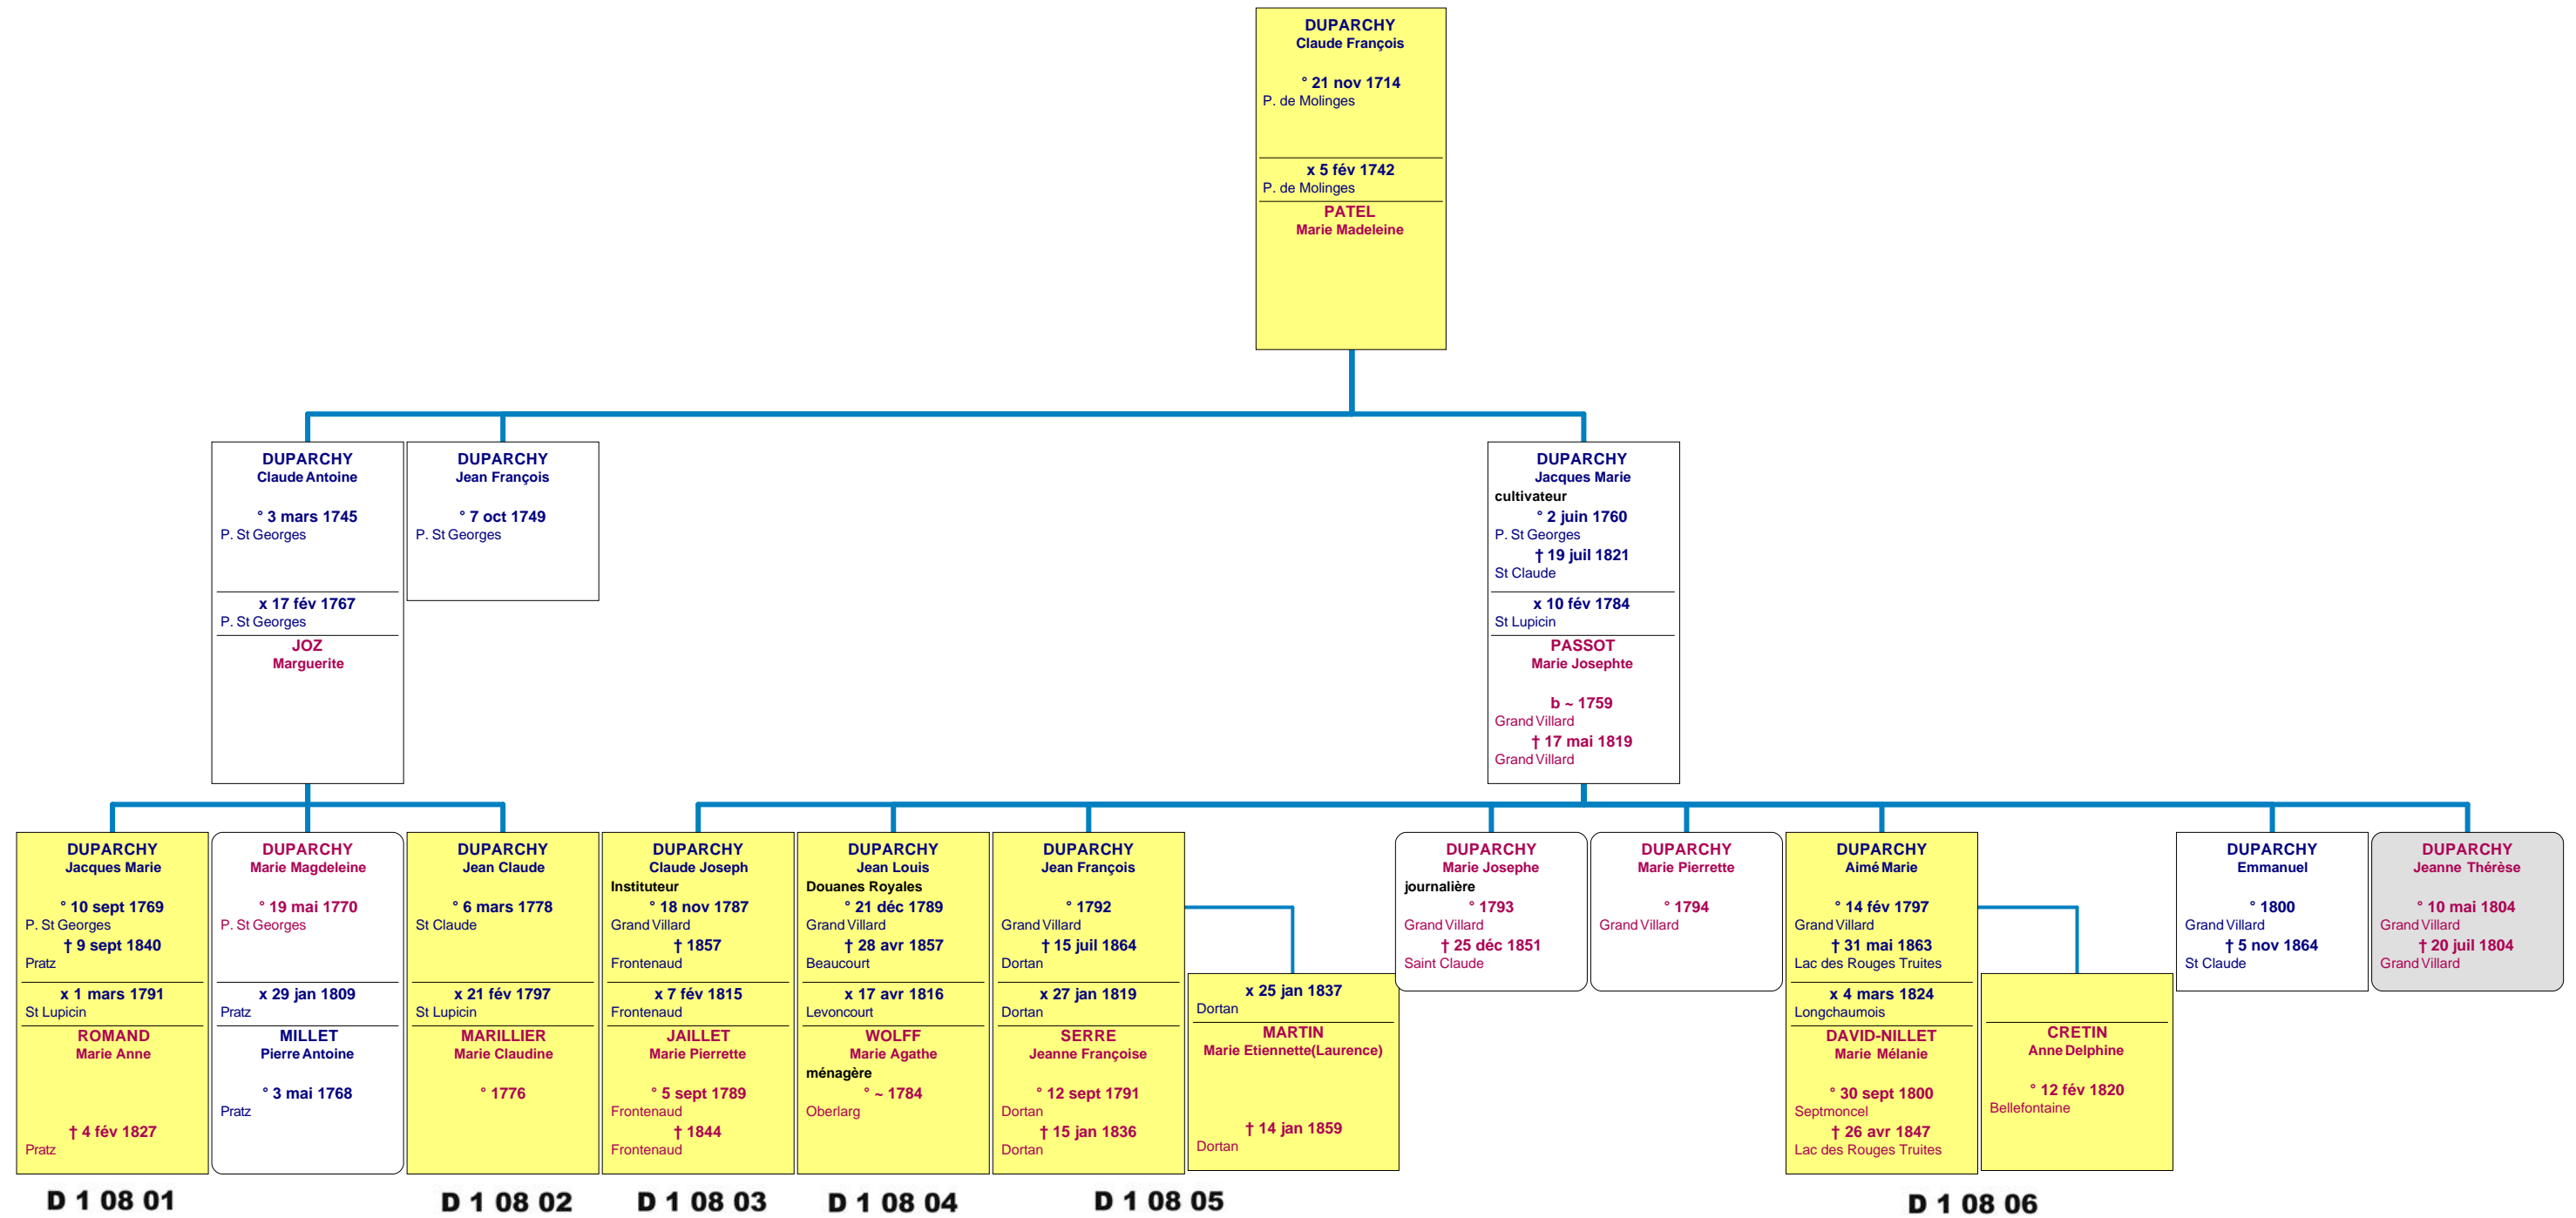 DUPARCHY
Claude François
° 21 nov 1714
P. de Molinges
x 5 fév 1742
P. de Molinges
PATEL
Marie Madeleine
DUPARCHY
Claude Antoine
° 3 mars 1745
P. St Georges
x 17 fév 1767
P. St Georges
JOZ
Marguerite
DUPARCHY
Jean François
° 7 oct 1749
P. St Georges
DUPARCHY
Jacques Marie
cultivateur
° 2 juin 1760
P. St Georges
† 19 juil 1821
St Claude
x 10 fév 1784
St Lupicin
PASSOT
Marie Josephte
b ~ 1759
Grand Villard
† 17 mai 1819
Grand Villard
DUPARCHY
Jacques Marie
° 10 sept 1769
P. St Georges
† 9 sept 1840
Pratz
x 1 mars 1791
St Lupicin
ROMAND
Marie Anne
† 4 fév 1827
Pratz
DUPARCHY
Marie Magdeleine
° 19 mai 1770
P. St Georges
x 29 jan 1809
Pratz
MILLET
Pierre Antoine
° 3 mai 1768
Pratz
DUPARCHY
Jean Claude
° 6 mars 1778
St Claude
x 21 fév 1797
St Lupicin
MARILLIER
Marie Claudine
° 1776
DUPARCHY
Claude Joseph
Instituteur
° 18 nov 1787
Grand Villard
† 1857
Frontenaud
x 7 fév 1815
Frontenaud
JAILLET
Marie Pierrette
° 5 sept 1789
Frontenaud
† 1844
Frontenaud
DUPARCHY
Jean Louis
Douanes Royales
° 21 déc 1789
Grand Villard
† 28 avr 1857
Beaucourt
x 17 avr 1816
Levoncourt
WOLFF
Marie Agathe
ménagère
° ~ 1784
Oberlarg
DUPARCHY
Jean François
° 1792
Grand Villard
† 15 juil 1864
Dortan
x 27 jan 1819
Dortan
SERRE
Jeanne Françoise
° 12 sept 1791
Dortan
† 15 jan 1836
Dortan
x 25 jan 1837
Dortan
MARTIN
Marie Etiennette(Laurence)
† 14 jan 1859
Dortan
DUPARCHY
Marie Josephe
journalière
° 1793
Grand Villard
† 25 déc 1851
Saint Claude
DUPARCHY
Marie Pierrette
° 1794
Grand Villard
DUPARCHY
Aimé Marie
° 14 fév 1797
Grand Villard
† 31 mai 1863
Lac des Rouges Truites
x 4 mars 1824
Longchaumois
DAVID-NILLET
Marie Mélanie
° 30 sept 1800
Septmoncel
† 26 avr 1847
Lac des Rouges Truites
CRETIN
Anne Delphine
° 12 fév 1820
Bellefontaine
DUPARCHY
Emmanuel
° 1800
Grand Villard
† 5 nov 1864
St Claude
DUPARCHY
Jeanne Thérèse
° 10 mai 1804
Grand Villard
† 20 juil 1804
Grand Villard
D 1 08 01
D 1 08 02
D 1 08 03
D 1 08 04
D 1 08 05
D 1 08 06